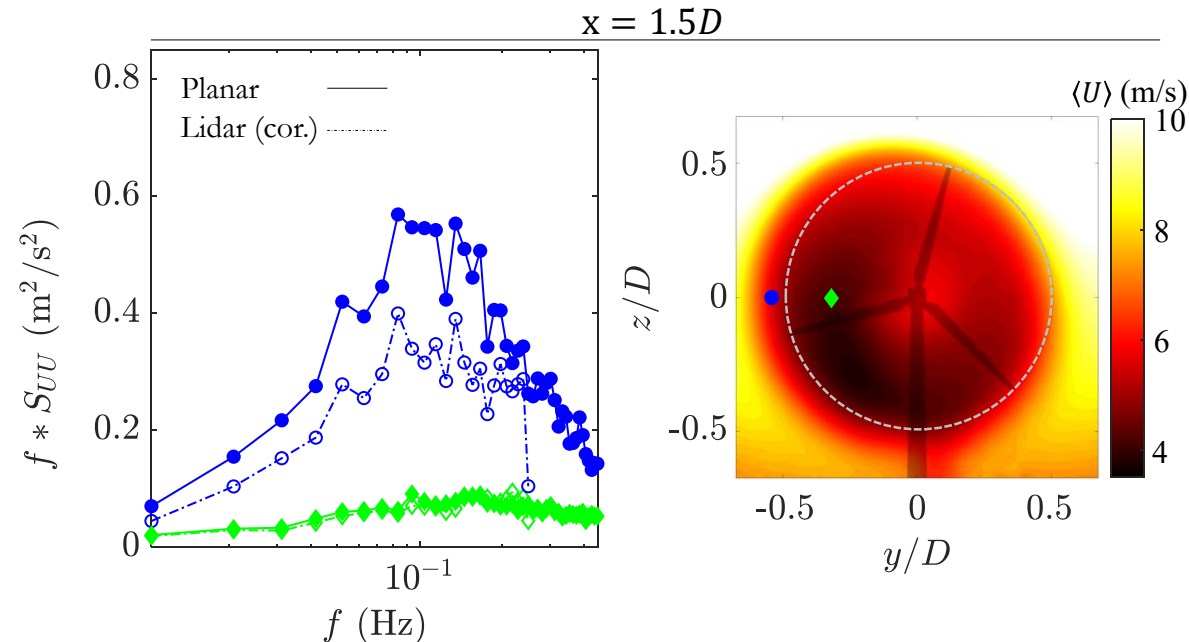 x = 1.5D
Planar
Lidar (cor.)
0.8
0.6
0.4
0.2
0
10⁻¹
f (Hz)
f * S_UU (m²/s²)
⟨U⟩ (m/s)
10
8
6
4
0.5
0
-0.5
z/D
-0.5
0
0.5
y/D